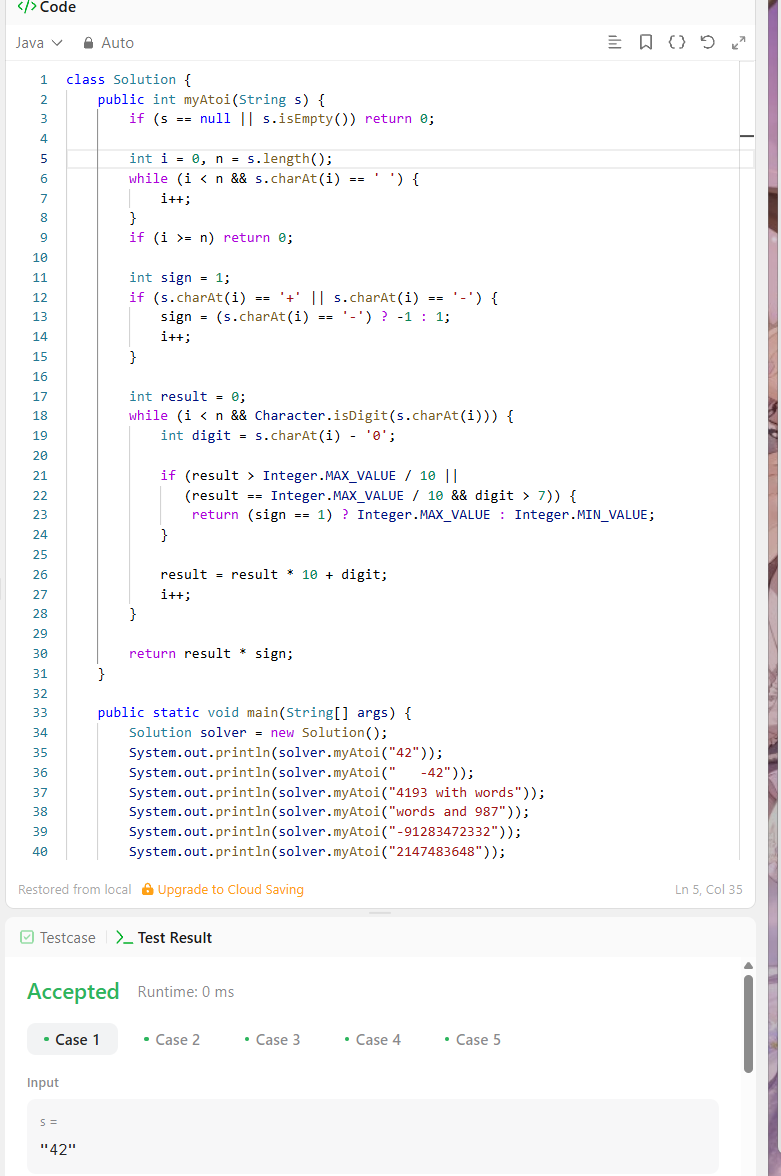 </> Code
Java Auto
1 class Solution {
2     public int myAtoi(String s) {
3         if (s == null || s.isEmpty()) return 0;
4
5         int i = 0, n = s.length();
6         while (i < n && s.charAt(i) == ' ') {
7             i++;
8         }
9         if (i >= n) return 0;
10
11         int sign = 1;
12         if (s.charAt(i) == '+' || s.charAt(i) == '-') {
13             sign = (s.charAt(i) == '-') ? -1 : 1;
14             i++;
15         }
16
17         int result = 0;
18         while (i < n && Character.isDigit(s.charAt(i))) {
19             int digit = s.charAt(i) - '0';
20
21             if (result > Integer.MAX_VALUE / 10 ||
22                (result == Integer.MAX_VALUE / 10 && digit > 7)) {
23                 return (sign == 1) ? Integer.MAX_VALUE : Integer.MIN_VALUE;
24             }
25
26             result = result * 10 + digit;
27             i++;
28         }
29
30         return result * sign;
31     }
32
33     public static void main(String[] args) {
34         Solution solver = new Solution();
35         System.out.println(solver.myAtoi("42"));
36         System.out.println(solver.myAtoi("   -42"));
37         System.out.println(solver.myAtoi("4193 with words"));
38         System.out.println(solver.myAtoi("words and 987"));
39         System.out.println(solver.myAtoi("-91283472332"));
40         System.out.println(solver.myAtoi("2147483648"));
Restored from local Upgrade to Cloud Saving Ln 5, Col 35
Testcase >_ Test Result
Accepted Runtime: 0 ms
• Case 1 • Case 2 • Case 3 • Case 4 • Case 5
Input
s =
"42"